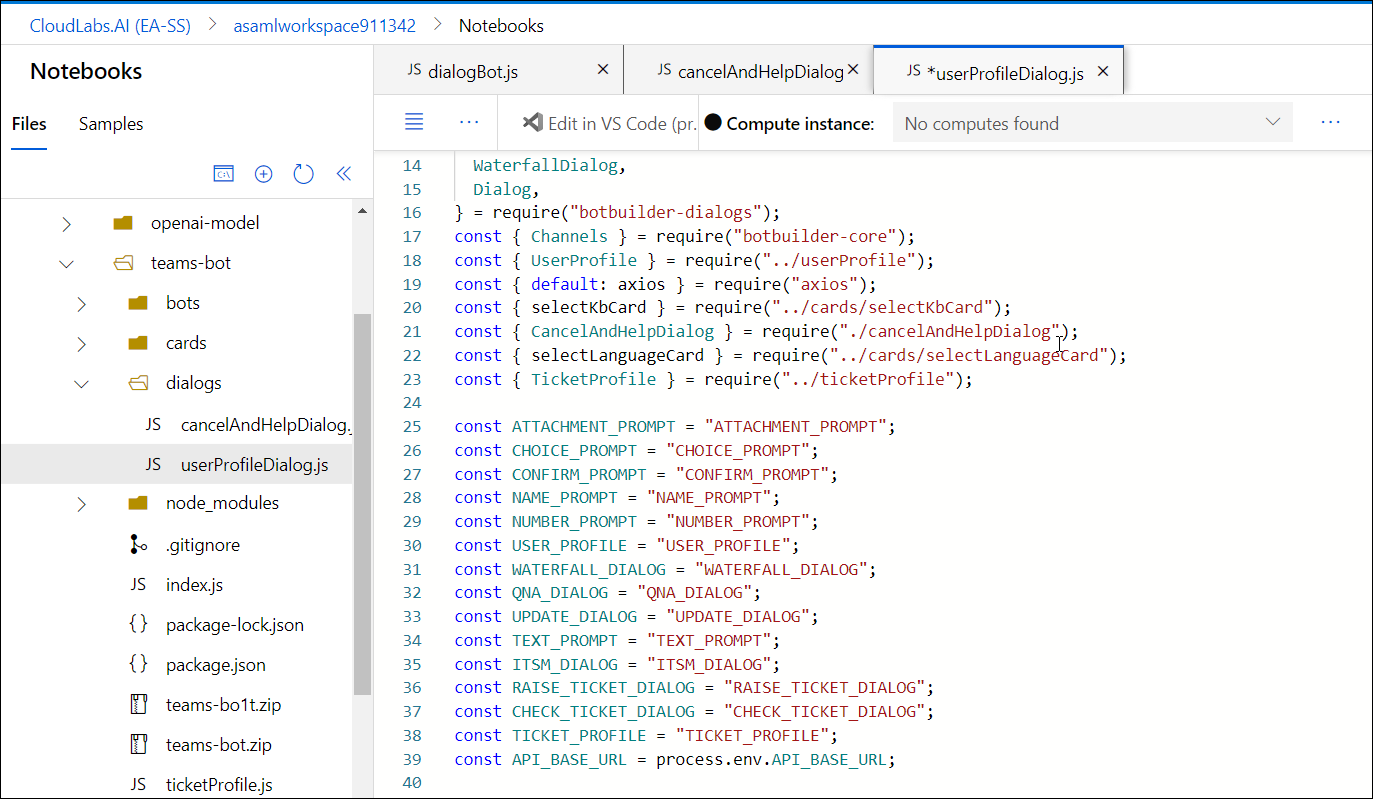 CloudLabs.AI (EA-SS) > asamlworkspace911342 > Notebooks
Notebooks
Files Samples
openai-model
teams-bot
bots
cards
dialogs
JS cancelAndHelpDialog.
JS userProfileDialog.js
node_modules
.gitignore
JS index.js
{} package-lock.json
{} package.json
teams-bo1t.zip
teams-bot.zip
JS ticketProfile.js
JS dialogBot.js × JS cancelAndHelpDialog × JS *userProfileDialog.js ×
... Edit in VS Code (pr. Compute instance: No computes found ...
14 WaterfallDialog,
15 Dialog,
16 } = require("botbuilder-dialogs");
17 const { Channels } = require("botbuilder-core");
18 const { UserProfile } = require("../userProfile");
19 const { default: axios } = require("axios");
20 const { selectKbCard } = require("../cards/selectKbCard");
21 const { CancelAndHelpDialog } = require("./cancelAndHelpDialog");
22 const { selectLanguageCard } = require("../cards/selectLanguageCard");
23 const { TicketProfile } = require("../ticketProfile");
24
25 const ATTACHMENT_PROMPT = "ATTACHMENT_PROMPT";
26 const CHOICE_PROMPT = "CHOICE_PROMPT";
27 const CONFIRM_PROMPT = "CONFIRM_PROMPT";
28 const NAME_PROMPT = "NAME_PROMPT";
29 const NUMBER_PROMPT = "NUMBER_PROMPT";
30 const USER_PROFILE = "USER_PROFILE";
31 const WATERFALL_DIALOG = "WATERFALL_DIALOG";
32 const QNA_DIALOG = "QNA_DIALOG";
33 const UPDATE_DIALOG = "UPDATE_DIALOG";
34 const TEXT_PROMPT = "TEXT_PROMPT";
35 const ITSM_DIALOG = "ITSM_DIALOG";
36 const RAISE_TICKET_DIALOG = "RAISE_TICKET_DIALOG";
37 const CHECK_TICKET_DIALOG = "CHECK_TICKET_DIALOG";
38 const TICKET_PROFILE = "TICKET_PROFILE";
39 const API_BASE_URL = process.env.API_BASE_URL;
40